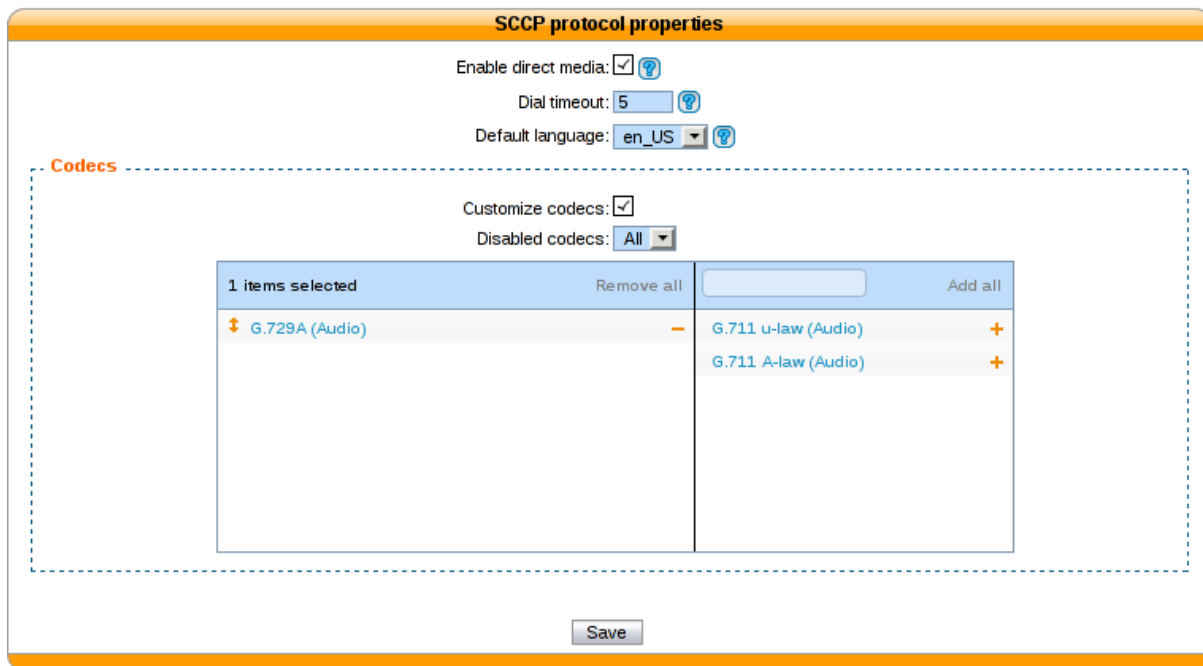 SCCP protocol properties
Enable direct media: ?
Dial timeout: 5 ?
Default language: en_US ?
Codecs
Customize codecs:
Disabled codecs: All
1 items selected Remove all Add all
G.729A (Audio) G.711 u-law (Audio)
G.711 A-law (Audio)
Save